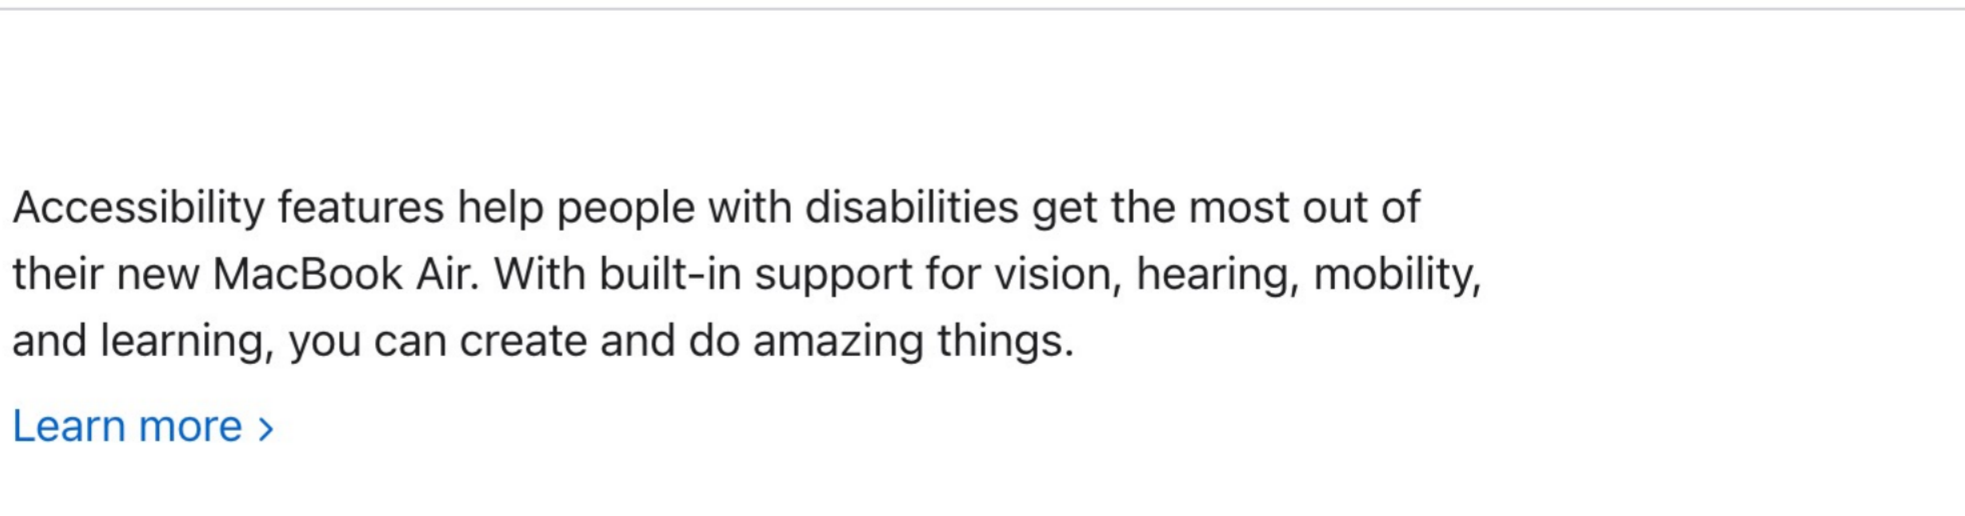 Accessibility features help people with disabilities get the most out of
their new MacBook Air. With built-in support for vision, hearing, mobility,
and learning, you can create and do amazing things.
Learn more >